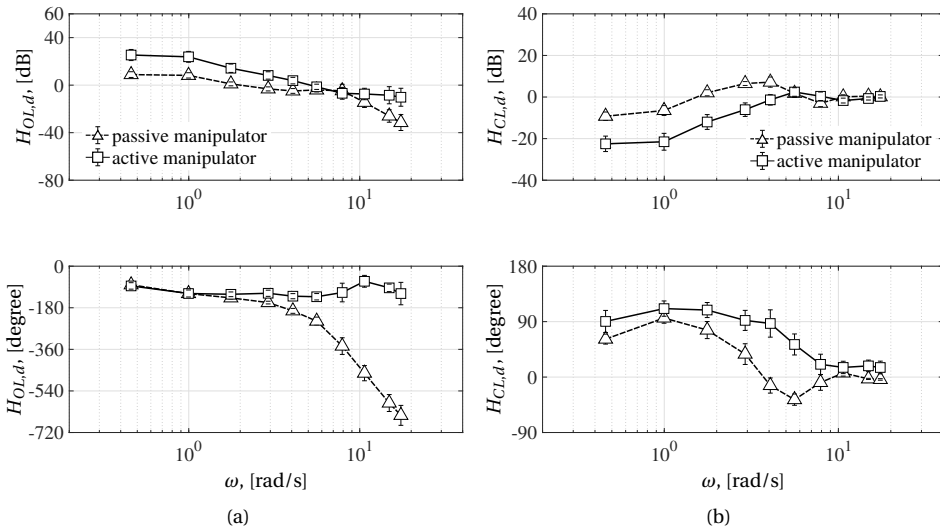 60
40
0
-40
-80
H_{OL,d}, [dB]
passive manipulator
active manipulator
10^0
10^1
40
20
0
-20
-40
H_{CL,d}, [dB]
passive manipulator
active manipulator
10^0
10^1
0
-180
-360
-540
-720
H_{OL,d}, [degree]
10^0
10^1
ω, [rad/s]
(a)
180
90
0
-90
H_{CL,d}, [degree]
10^0
10^1
ω, [rad/s]
(b)